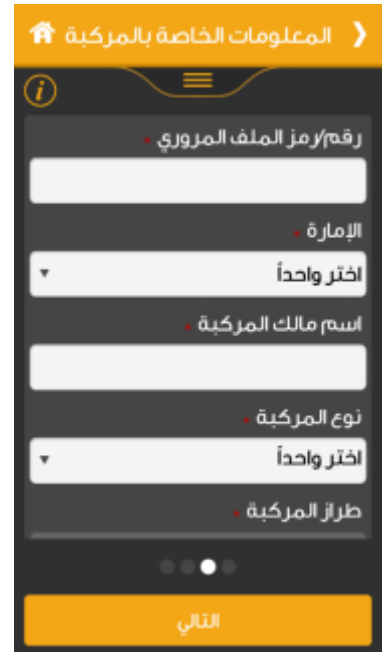 المعلومات الخاصة بالمركبة
رقم/رمز الملف المروري *
الإمارة *
اختر واحداً
اسم مالك المركبة *
نوع المركبة *
اختر واحداً
طراز المركبة *
التالي